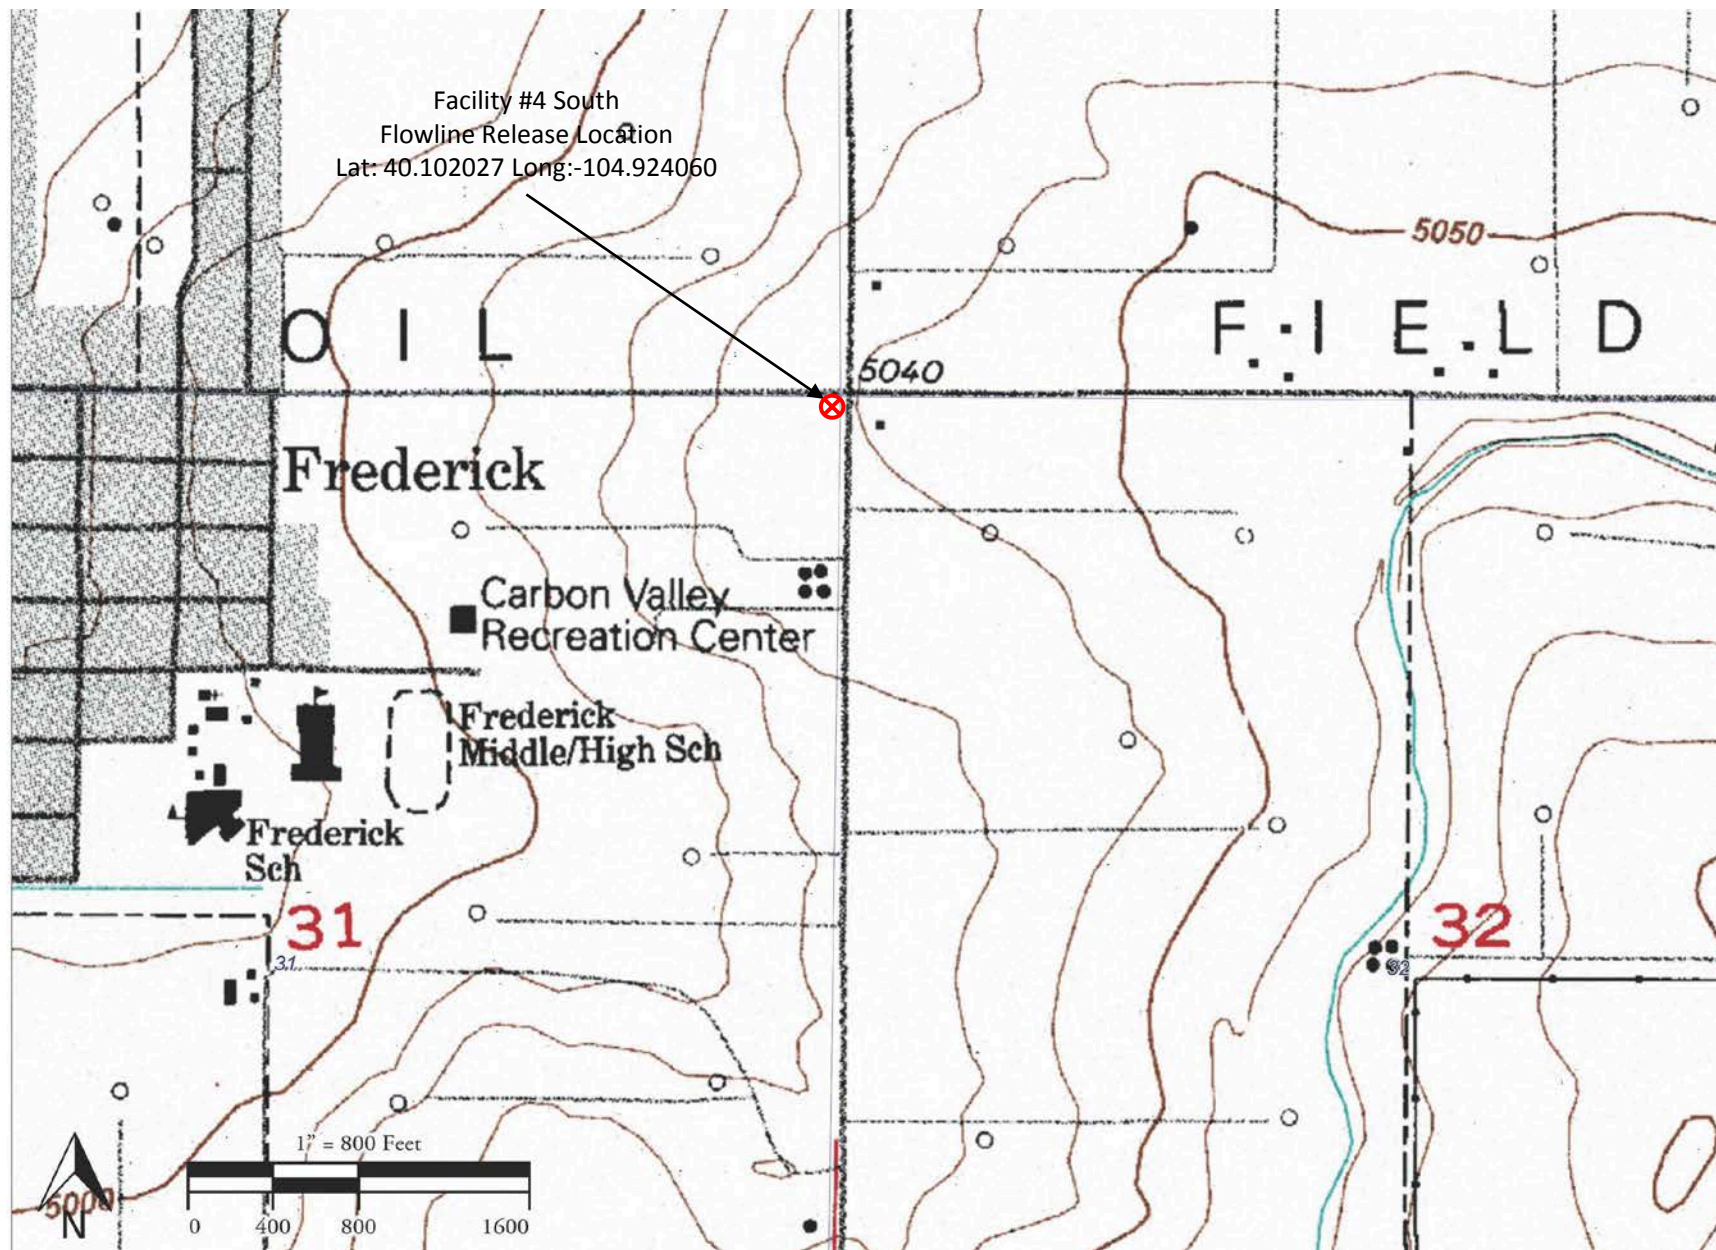 Facility #4 South
Flowline Release Location
Lat: 40.102027 Long:-104.924060
5050
OIL FIELD
5040
Frederick
Carbon Valley
Recreation Center
Frederick
Middle/High Sch
Frederick
Sch
31
32
31
32
1" = 800 Feet
5000
N
0 400 800 1600